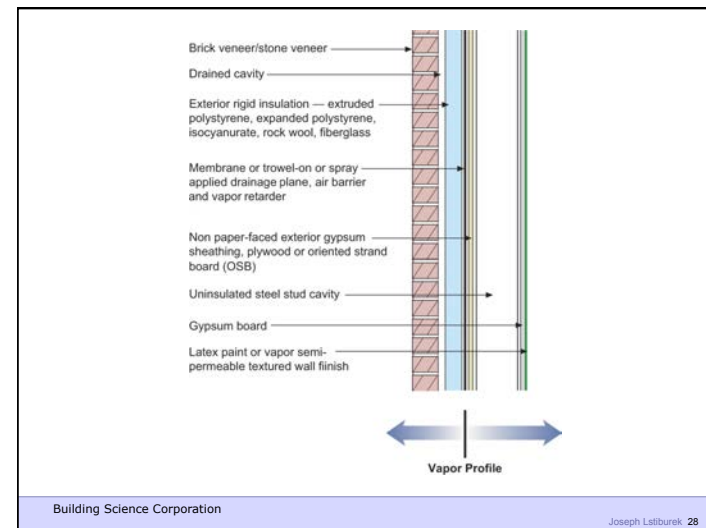 Brick veneer/stone veneer
Drained cavity
Exterior rigid insulation — extruded
polystyrene, expanded polystyrene,
isocyanurate, rock wool, fiberglass
Membrane or trowel-on or spray
applied drainage plane, air barrier
and vapor retarder
Non paper-faced exterior gypsum
sheathing, plywood or oriented strand
board (OSB)
Uninsulated steel stud cavity
Gypsum board
Latex paint or vapor semi-
permeable textured wall fiinish
Vapor Profile
Building Science Corporation
Joseph Lstiburek 28